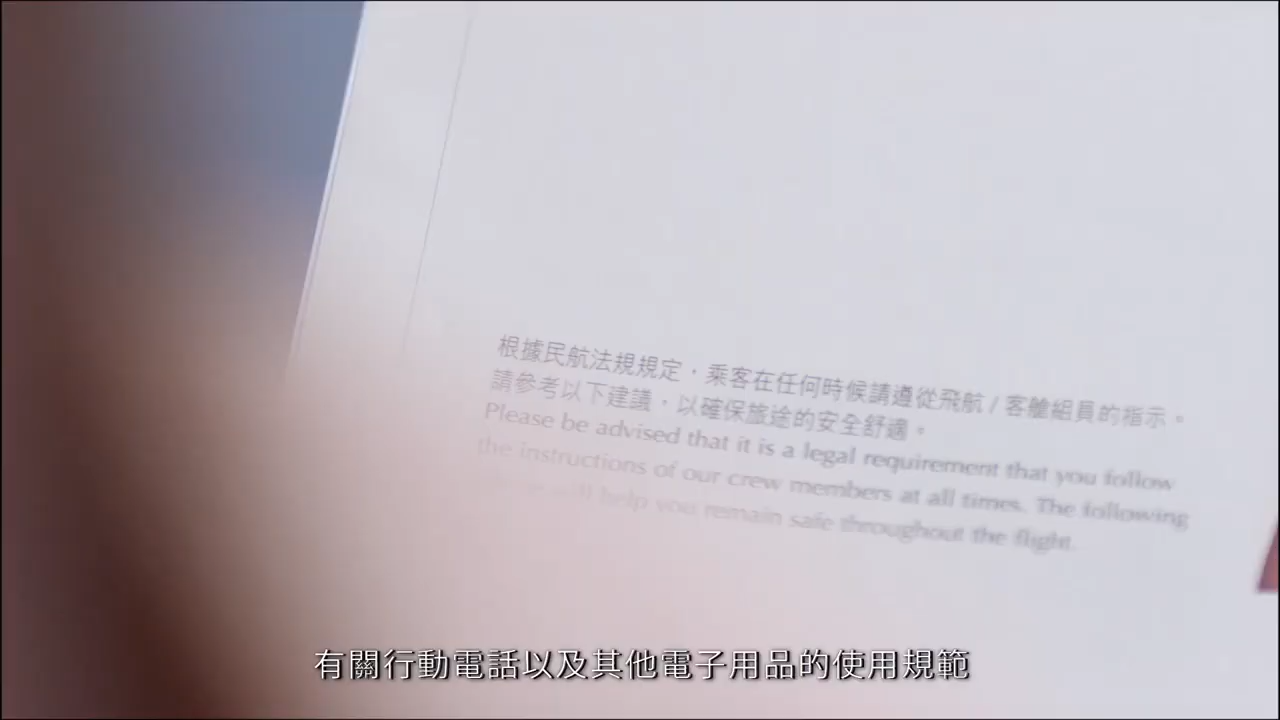 根據民航法規規定，乘客在任何時候請遵從飛航 / 客艙組員的指示。
請參考以下建議，以確保旅途的安全舒適。
Please be advised that it is a legal requirement that you follow
the instructions of our crew members at all times. The following
will help you remain safe throughout the flight.
有關行動電話以及其他電子用品的使用規範